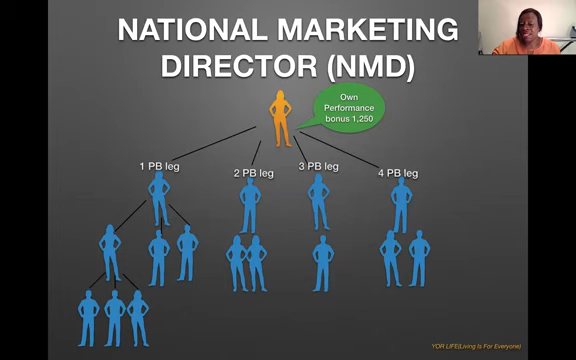 NATIONAL MARKETING
DIRECTOR (NMD)
Own
Performance
bonus 1,250
1 PB leg
2 PB leg
3 PB leg
4 PB leg
YOR LIFE(Living Is For Everyone)